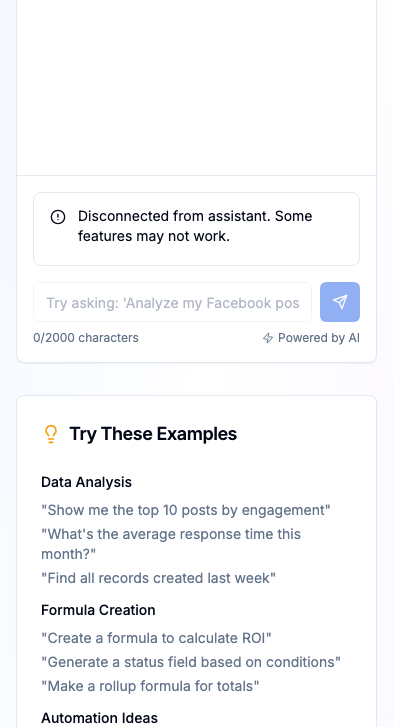 Disconnected from assistant. Some
features may not work.
Try asking: 'Analyze my Facebook pos
0/2000 characters
Powered by AI
Try These Examples
Data Analysis
"Show me the top 10 posts by engagement"
"What's the average response time this
month?"
"Find all records created last week"
Formula Creation
"Create a formula to calculate ROI"
"Generate a status field based on conditions"
"Make a rollup formula for totals"
Automation Ideas